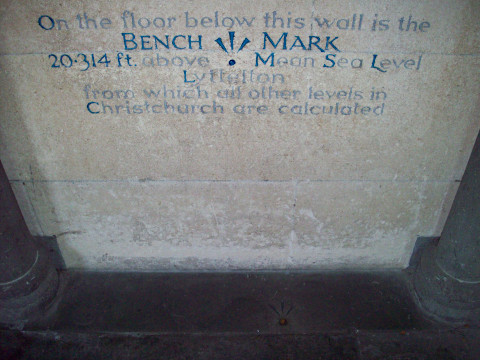 On the floor below this wall is the
BENCH MARK
20·314 ft. above Mean Sea Level
Lyttelton
from which all other levels in
Christchurch are calculated